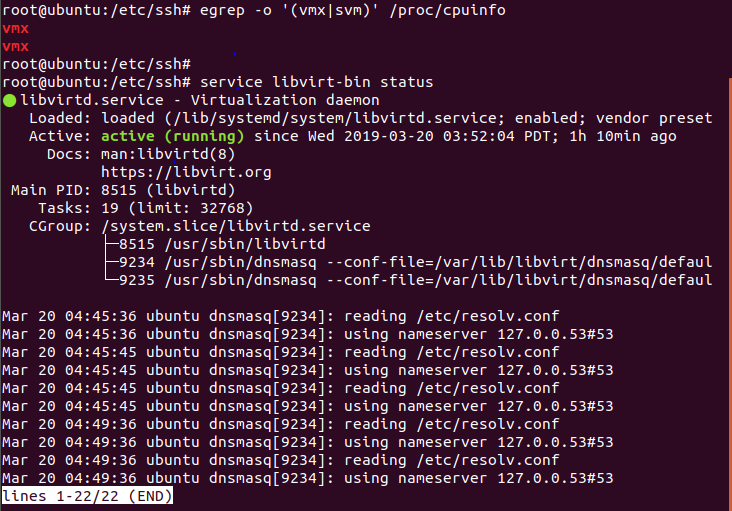 root@ubuntu:/etc/ssh# egrep -o '(vmx|svm)' /proc/cpuinfo
vmx
vmx
root@ubuntu:/etc/ssh#
root@ubuntu:/etc/ssh# service libvirt-bin status
● libvirtd.service - Virtualization daemon
   Loaded: loaded (/lib/systemd/system/libvirtd.service; enabled; vendor preset
   Active: active (running) since Wed 2019-03-20 03:52:04 PDT; 1h 10min ago
     Docs: man:libvirtd(8)
           https://libvirt.org
 Main PID: 8515 (libvirtd)
    Tasks: 19 (limit: 32768)
   CGroup: /system.slice/libvirtd.service
           ├─8515 /usr/sbin/libvirtd
           ├─9234 /usr/sbin/dnsmasq --conf-file=/var/lib/libvirt/dnsmasq/defaul
           └─9235 /usr/sbin/dnsmasq --conf-file=/var/lib/libvirt/dnsmasq/defaul

Mar 20 04:45:36 ubuntu dnsmasq[9234]: reading /etc/resolv.conf
Mar 20 04:45:36 ubuntu dnsmasq[9234]: using nameserver 127.0.0.53#53
Mar 20 04:45:45 ubuntu dnsmasq[9234]: reading /etc/resolv.conf
Mar 20 04:45:45 ubuntu dnsmasq[9234]: using nameserver 127.0.0.53#53
Mar 20 04:45:45 ubuntu dnsmasq[9234]: reading /etc/resolv.conf
Mar 20 04:45:45 ubuntu dnsmasq[9234]: using nameserver 127.0.0.53#53
Mar 20 04:49:36 ubuntu dnsmasq[9234]: reading /etc/resolv.conf
Mar 20 04:49:36 ubuntu dnsmasq[9234]: using nameserver 127.0.0.53#53
Mar 20 04:49:36 ubuntu dnsmasq[9234]: reading /etc/resolv.conf
Mar 20 04:49:36 ubuntu dnsmasq[9234]: using nameserver 127.0.0.53#53
lines 1-22/22 (END)